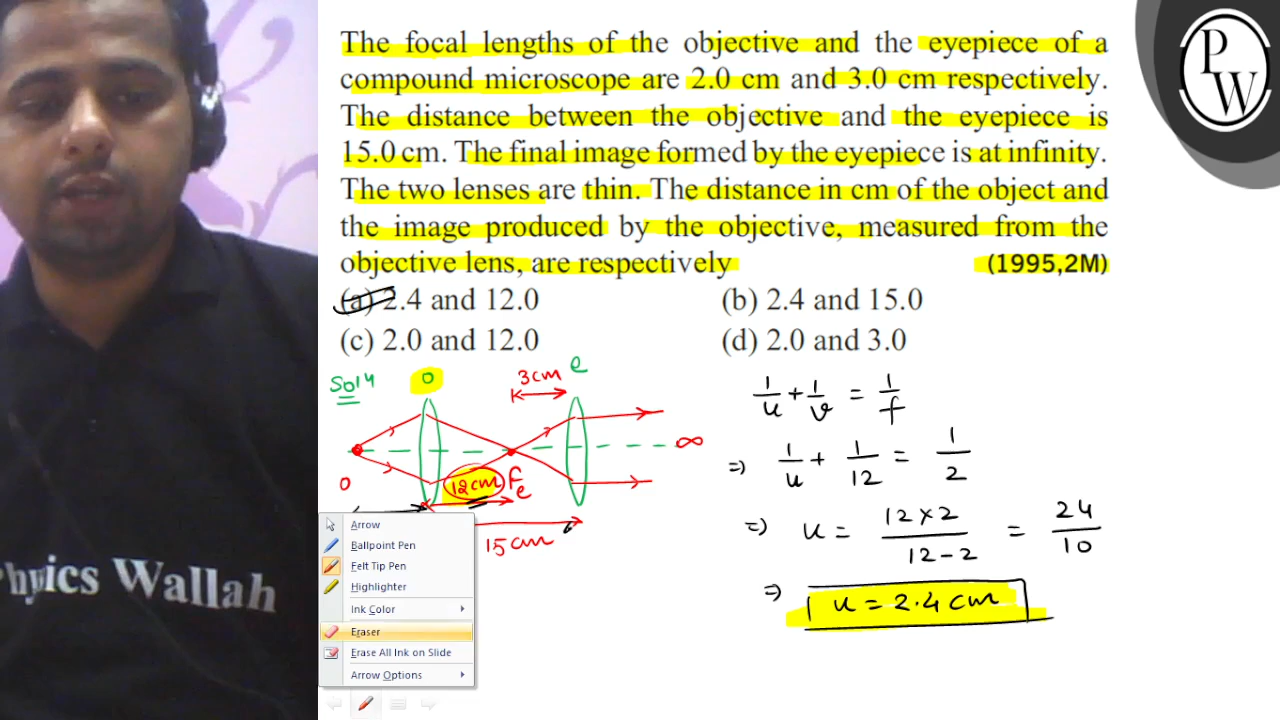 The focal lengths of the objective and the eyepiece of a
compound microscope are 2.0 cm and 3.0 cm respectively.
The distance between the objective and the eyepiece is
15.0 cm. The final image formed by the eyepiece is at infinity.
The two lenses are thin. The distance in cm of the object and
the image produced by the objective, measured from the
objective lens, are respectively (1995,2M)
(a) 2.4 and 12.0 (b) 2.4 and 15.0
(c) 2.0 and 12.0 (d) 2.0 and 3.0
PW
Soln
o
3cm
e
∞
O
12cm
fe
15cm
1/u + 1/v = 1/f
⇒ 1/u + 1/12 = 1/2
⇒ u = 12×2/12-2 = 24/10
⇒ u = 2.4 cm
Arrow
Ballpoint Pen
Felt Tip Pen
Highlighter
Ink Color
Eraser
Erase All Ink on Slide
Arrow Options
Physics Wallah